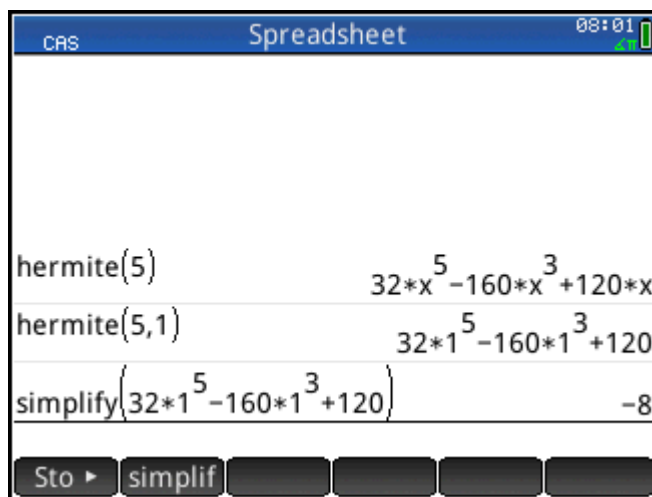 CAS Spreadsheet 08:01
∡π
hermite(5)
32*x^5-160*x^3+120*x
hermite(5,1)
32*1^5-160*1^3+120
simplify(32*1^5-160*1^3+120)
-8
Sto ► simplif